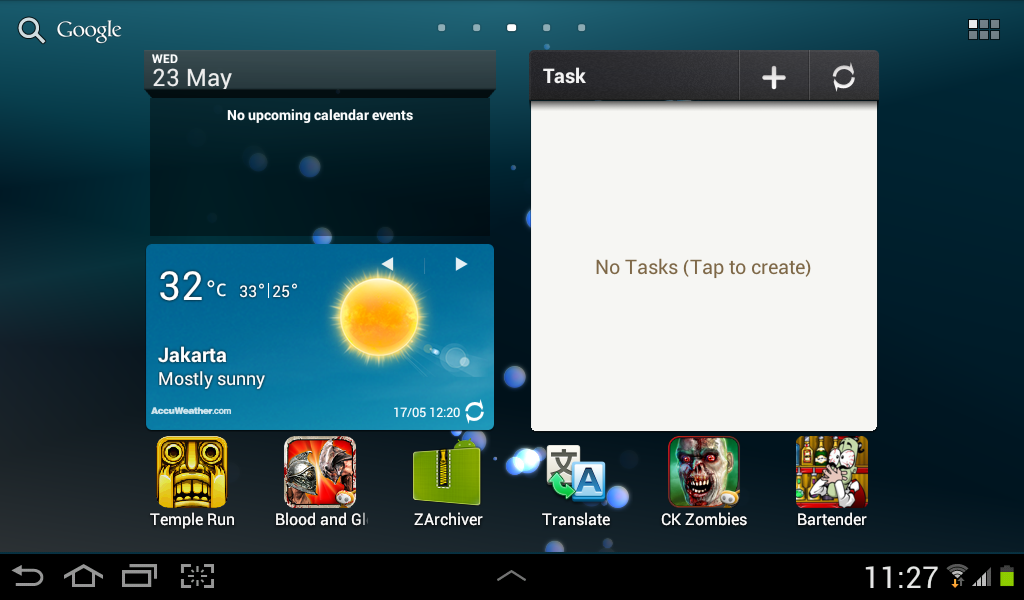 Google
WED
23 May
No upcoming calendar events
Task
No Tasks (Tap to create)
32°C 33°|25°
Jakarta
Mostly sunny
AccuWeather.com
17/05 12:20
Temple Run
Blood and Gl
ZArchiver
文
A
Translate
CK Zombies
Bartender
11:27